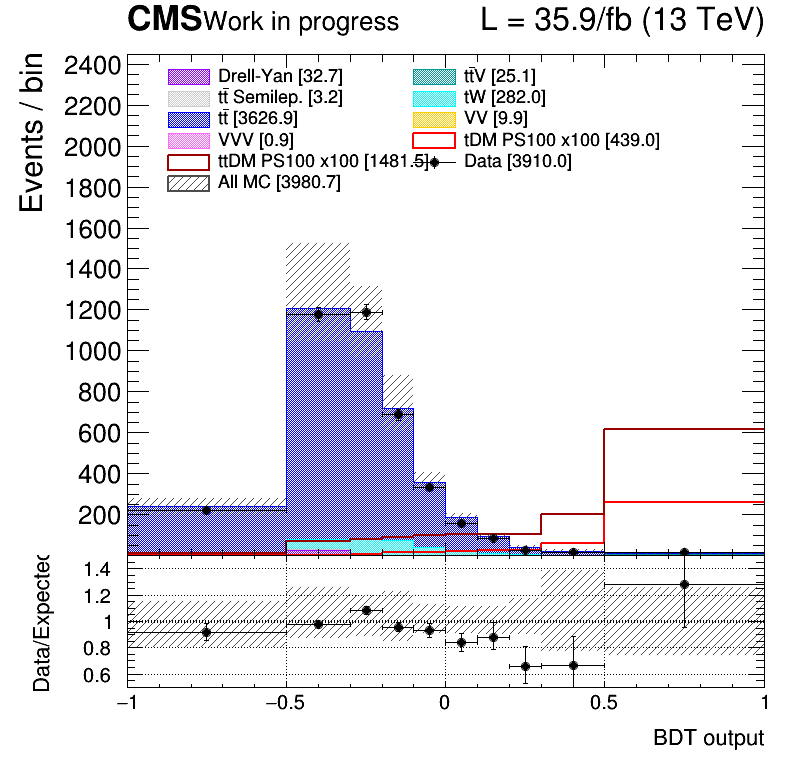 CMS Work in progress L = 35.9/fb (13 TeV)
Events / bin
2400
2200
2000
1800
1600
1400
1200
1000
800
600
400
200
Drell-Yan [32.7] tt̄V [25.1]
tt̄ Semilep. [3.2] tW [282.0]
tt̄ [3626.9] VV [9.9]
VVV [0.9] tDM PS100 x100 [439.0]
ttDM PS100 x100 [1481.5] Data [3910.0]
All MC [3980.7]
Data/Expected
1.4
1.2
1
0.8
0.6
−1 −0.5 0 0.5 1
BDT output